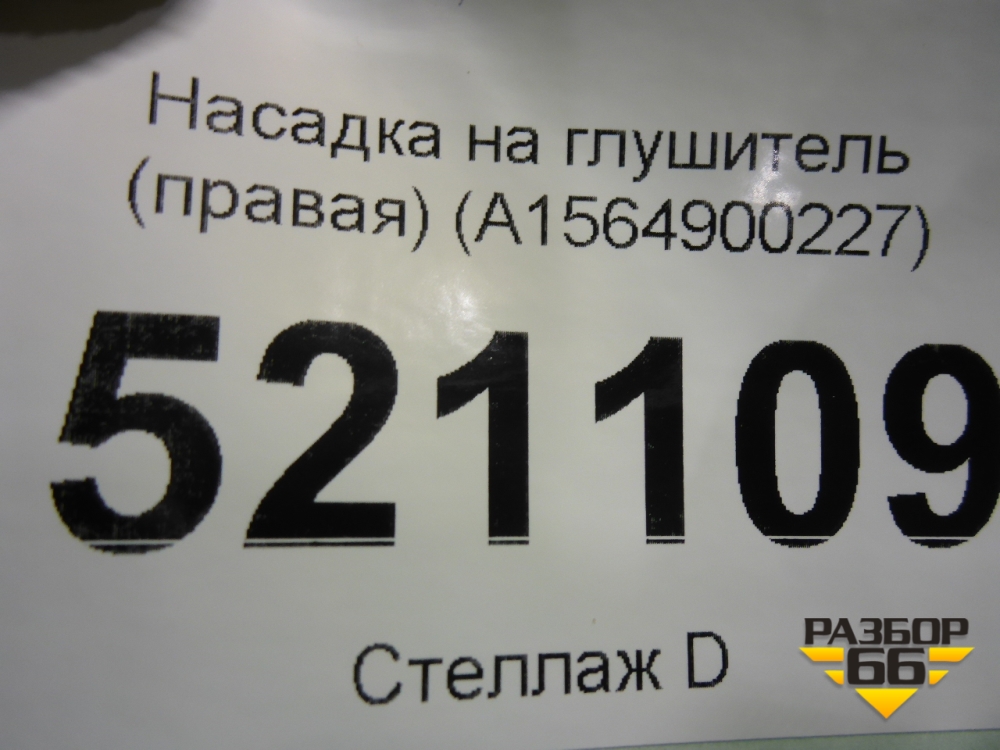 Насадка на глушитель
(правая) (A1564900227)
521109
Стеллаж D
РАЗБОР
66